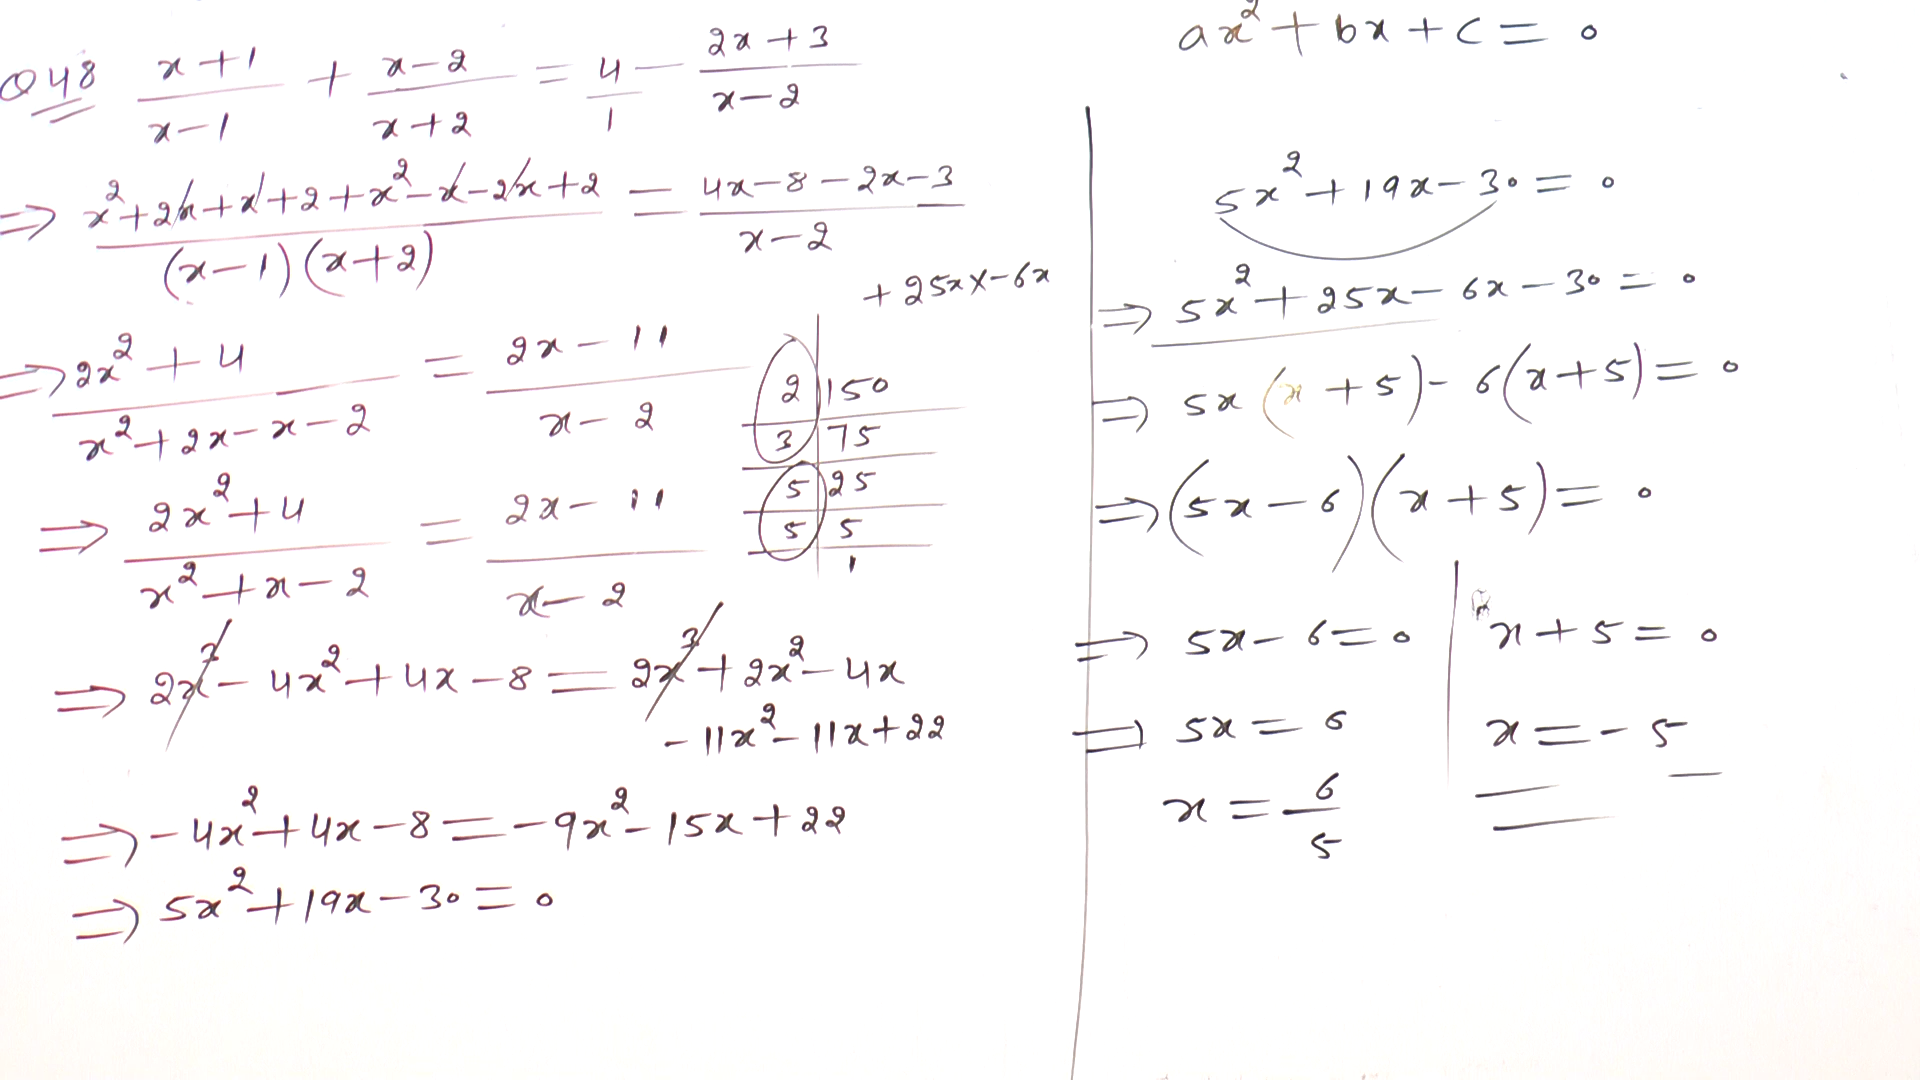 Q48 (x+1)/(x-1) + (x-2)/(x+2) = 4/1 - (2x+3)/(x-2)
⇒ (x²+2x+x+2+x²-x-2x+2)/((x-1)(x+2)) = (4x-8-2x-3)/(x-2)
⇒ (2x²+4)/(x²+2x-x-2) = (2x-11)/(x-2)
⇒ (2x²+4)/(x²+x-2) = (2x-11)/(x-2)
⇒ 2x³-4x²+4x-8 = 2x³+2x²-4x
-11x²-11x+22
⇒ -4x²+4x-8 = -9x²-15x+22
⇒ 5x²+19x-30 = 0
+25x x-6x
2 | 150
3 | 75
5 | 25
5 | 5
1
ax²+bx+c = 0
5x²+19x-30 = 0
⇒ 5x²+25x-6x-30 = 0
⇒ 5x(x+5)-6(x+5) = 0
⇒ (5x-6)(x+5) = 0
⇒ 5x-6 = 0 | x+5 = 0
⇒ 5x = 6 | x = -5
x = 6/5